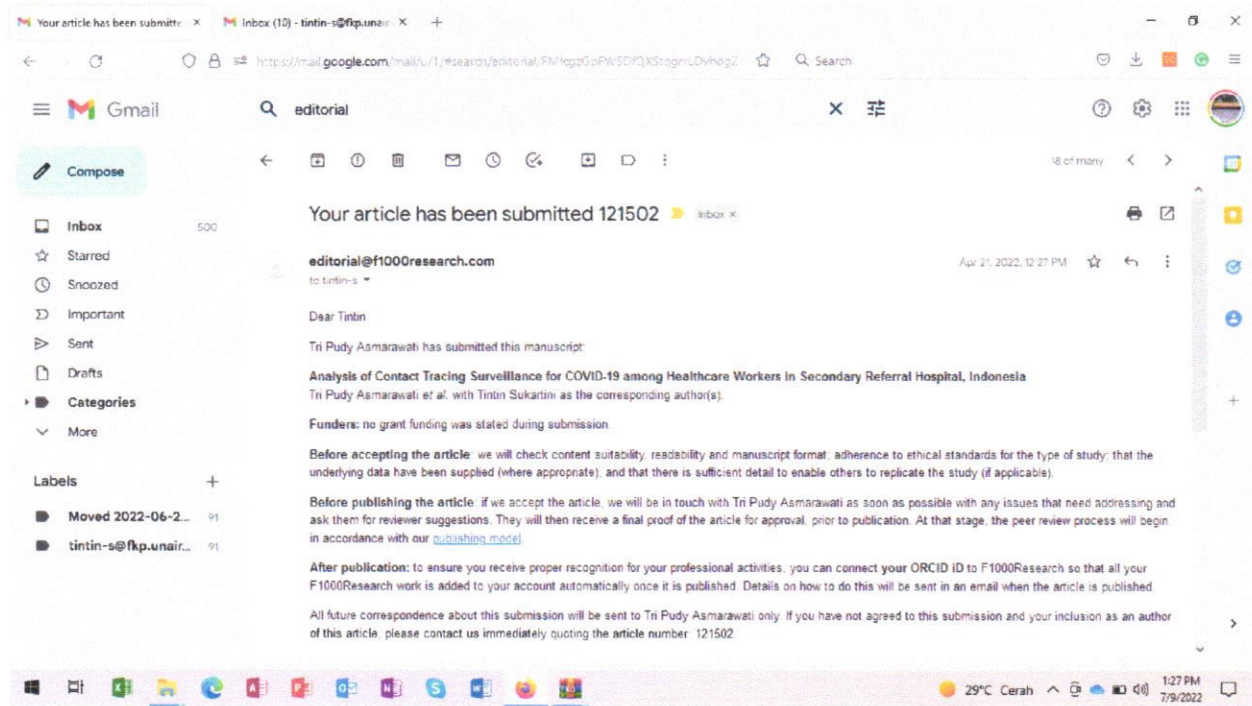 Your article has been submitte
Inbox (10) - tintin-s@fkp.unair
https://mail.google.com/mail/u/1/#search/editorial/
Search
Gmail
editorial
Compose
18 of many
Your article has been submitted 121502
Inbox
Inbox 500
Starred
Snoozed
Important
Sent
Drafts
Categories
More
Labels
Moved 2022-06-2... 91
tintin-s@fkp.unair... 91
editorial@f1000research.com
Apr 21, 2022, 12:27 PM
to tintin-s
Dear Tintin
Tri Pudy Asmarawati has submitted this manuscript:
Analysis of Contact Tracing Surveillance for COVID-19 among Healthcare Workers in Secondary Referral Hospital, Indonesia
Tri Pudy Asmarawati et al. with Tintin Sukartini as the corresponding author(s).
Funders: no grant funding was stated during submission.
Before accepting the article: we will check content suitability, readability and manuscript format; adherence to ethical standards for the type of study; that the
underlying data have been supplied (where appropriate); and that there is sufficient detail to enable others to replicate the study (if applicable).
Before publishing the article: if we accept the article, we will be in touch with Tri Pudy Asmarawati as soon as possible with any issues that need addressing and
ask them for reviewer suggestions. They will then receive a final proof of the article for approval, prior to publication. At that stage, the peer review process will begin,
in accordance with our publishing model.
After publication: to ensure you receive proper recognition for your professional activities, you can connect your ORCID iD to F1000Research so that all your
F1000Research work is added to your account automatically once it is published. Details on how to do this will be sent in an email when the article is published.
All future correspondence about this submission will be sent to Tri Pudy Asmarawati only. If you have not agreed to this submission and your inclusion as an author
of this article, please contact us immediately quoting the article number: 121502.
29°C Cerah
1:27 PM
7/9/2022